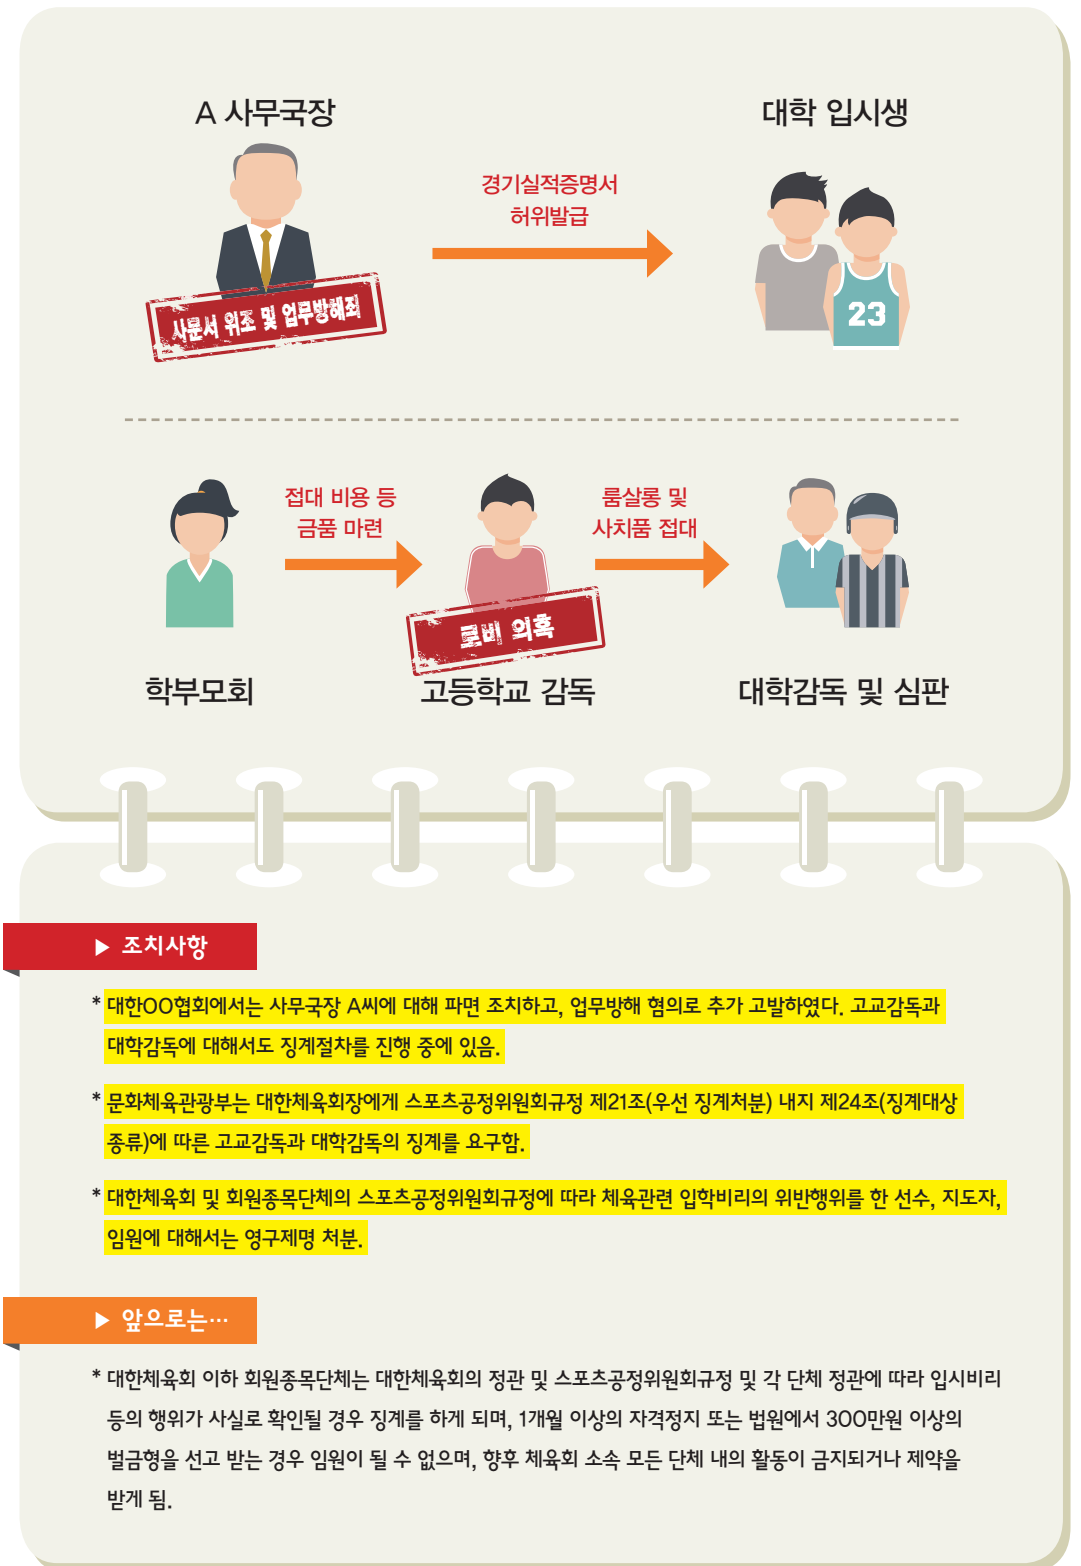 A 사무국장
대학 입시생
경기실적증명서
허위발급
사문서 위조 및 업무방해죄
23
접대 비용 등
금품 마련
룸살롱 및
사치품 접대
로비 의혹
학부모회
고등학교 감독
대학감독 및 심판
▶ 조치사항
* 대한OO협회에서는 사무국장 A씨에 대해 파면 조치하고, 업무방해 혐의로 추가 고발하였다. 고교감독과
대학감독에 대해서도 징계절차를 진행 중에 있음.
* 문화체육관광부는 대한체육회장에게 스포츠공정위원회규정 제21조(우선 징계처분) 내지 제24조(징계대상
종류)에 따른 고교감독과 대학감독의 징계를 요구함.
* 대한체육회 및 회원종목단체의 스포츠공정위원회규정에 따라 체육관련 입학비리의 위반행위를 한 선수, 지도자,
임원에 대해서는 영구제명 처분.
▶ 앞으로는…
* 대한체육회 이하 회원종목단체는 대한체육회의 정관 및 스포츠공정위원회규정 및 각 단체 정관에 따라 입시비리
등의 행위가 사실로 확인될 경우 징계를 하게 되며, 1개월 이상의 자격정지 또는 법원에서 300만원 이상의
벌금형을 선고 받는 경우 임원이 될 수 없으며, 향후 체육회 소속 모든 단체 내의 활동이 금지되거나 제약을
받게 됨.